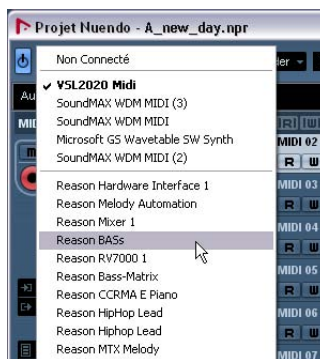 Projet Nuendo - A_new_day.npr
Non Connecté
der
VSL2020 Midi
Au
SoundMAX WDM MIDI (3)
SoundMAX WDM MIDI
MI
Microsoft GS Wavetable SW Synth
MIDI 02
SoundMAX WDM MIDI (2)
m
R W
Reason Hardware Interface 1
MIDI 03
Reason Melody Automation
R W
Reason Mixer 1
MIDI 04
Reason BASs
R W
Reason RV7000 1
MIDI 05
Reason Bass-Matrix
R W
Reason CCRMA E Piano
Reason HipHop Lead
MIDI 06
Reason Hiphop Lead
R W
Reason MTX Melody
MIDI 07